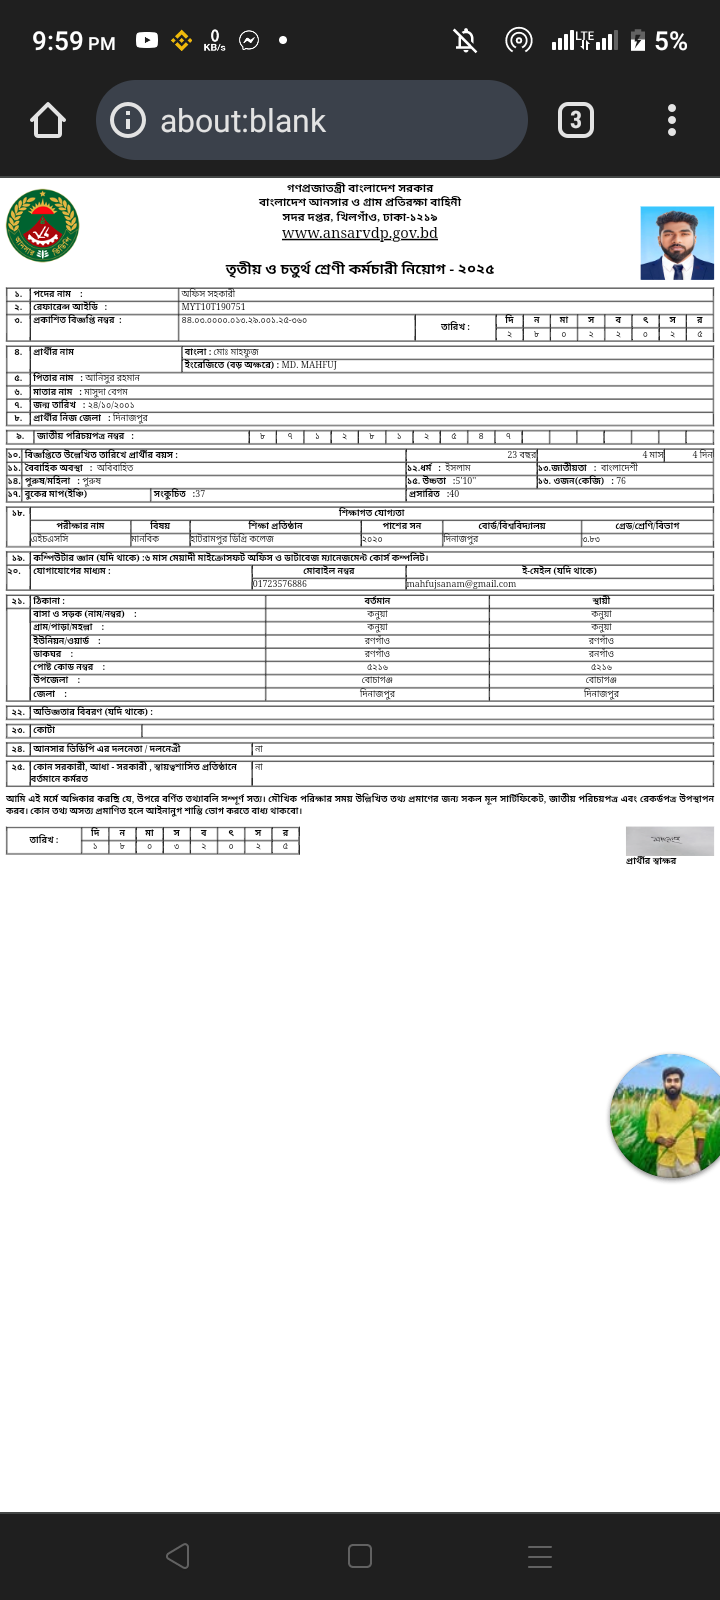 9:59 PM 0 KB/s LTE 5%
about:blank 3
গণপ্রজাতন্ত্রী বাংলাদেশ সরকার
বাংলাদেশ আনসার ও গ্রাম প্রতিরক্ষা বাহিনী
সদর দপ্তর, খিলগাঁও, ঢাকা-১২১৯
www.ansarvdp.gov.bd
তৃতীয় ও চতুর্থ শ্রেণী কর্মচারী নিয়োগ - ২০২৫
১. পদের নাম : অফিস সহকারী
২. রেফারেন্স আইডি : MYT10T190751
৩. প্রকাশিত বিজ্ঞপ্তি নম্বর : ৪৪.০৩.০০০০.০১৩.২৯.০০১.২৫-৩৬০ তারিখ : দি ন মা স ব ৎ স র
২ ৮ ০ ২ ২ ০ ২ ৫
৪. প্রার্থীর নাম বাংলা : মোঃ মাহফুজ
ইংরেজিতে (বড় অক্ষরে) : MD. MAHFUJ
৫. পিতার নাম : আনিসুর রহমান
৬. মাতার নাম : মাসুদা বেগম
৭. জন্ম তারিখ : ২৪/১০/২০০১
৮. প্রার্থীর নিজ জেলা : দিনাজপুর
৯. জাতীয় পরিচয়পত্র নম্বর : ৮ ৭ ১ ২ ৮ ১ ২ ৫ ৪ ৭
১০. বিজ্ঞপ্তিতে উল্লেখিত তারিখে প্রার্থীর বয়স : 23 বছর 4 মাস 4 দিন
১১. বৈবাহিক অবস্থা : অবিবাহিত ১২.ধর্ম : ইসলাম ১৩.জাতীয়তা : বাংলাদেশী
১৪. পুরুষ/মহিলা : পুরুষ ১৫. উচ্চতা :5'10" ১৬. ওজন(কেজি) : 76
১৭. বুকের মাপ(ইঞ্চি) সংকুচিত :37 প্রসারিত :40
১৮. শিক্ষাগত যোগ্যতা
পরীক্ষার নাম বিষয় শিক্ষা প্রতিষ্ঠান পাশের সন বোর্ড/বিশ্ববিদ্যালয় গ্রেড/শ্রেণি/বিভাগ
এইচএসসি মানবিক হাটরামপুর ডিগ্রি কলেজ ২০২০ দিনাজপুর ৩.৮৩
১৯. কম্পিউটার জ্ঞান (যদি থাকে) :৬ মাস মেয়াদী মাইক্রোসফট অফিস ও ডাটাবেজ ম্যানেজমেন্ট কোর্স কম্পলিট।
২০. যোগাযোগের মাধ্যম : মোবাইল নম্বর ই-মেইল (যদি থাকে)
01723576886 mahfujsanam@gmail.com
২১. ঠিকানা : বর্তমান স্থায়ী
বাসা ও সড়ক (নাম/নম্বর) : কনুয়া কনুয়া
গ্রাম/পাড়া/মহল্লা : কনুয়া কনুয়া
ইউনিয়ন/ওয়ার্ড : রণগাঁও রণগাঁও
ডাকঘর : রণগাঁও রনগাঁও
পোষ্ট কোড নম্বর : ৫২১৬ ৫২১৬
উপজেলা : বোচাগঞ্জ বোচাগঞ্জ
জেলা : দিনাজপুর দিনাজপুর
২২. অভিজ্ঞতার বিবরণ (যদি থাকে) :
২৩. কোটা
২৪. আনসার ভিডিপি এর দলনেতা / দলনেত্রী না
২৫. কোন সরকারী, আধা - সরকারী , স্বায়ত্বশাসিত প্রতিষ্ঠানে না
বর্তমানে কর্মরত
আমি এই মর্মে অঙ্গিকার করছি যে, উপরে বর্ণিত তথ্যাবলি সম্পূর্ণ সত্য। মৌখিক পরিক্ষার সময় উল্লিখিত তথ্য প্রমাণের জন্য সকল মূল সার্টিফিকেট, জাতীয় পরিচয়পত্র এবং রেকর্ডপত্র উপস্থাপন
করব। কোন তথ্য অসত্য প্রমাণিত হলে আইনানুগ শাস্তি ভোগ করতে বাধ্য থাকবো।
তারিখ : দি ন মা স ব ৎ স র
১ ৮ ০ ৩ ২ ০ ২ ৫
প্রার্থীর স্বাক্ষর